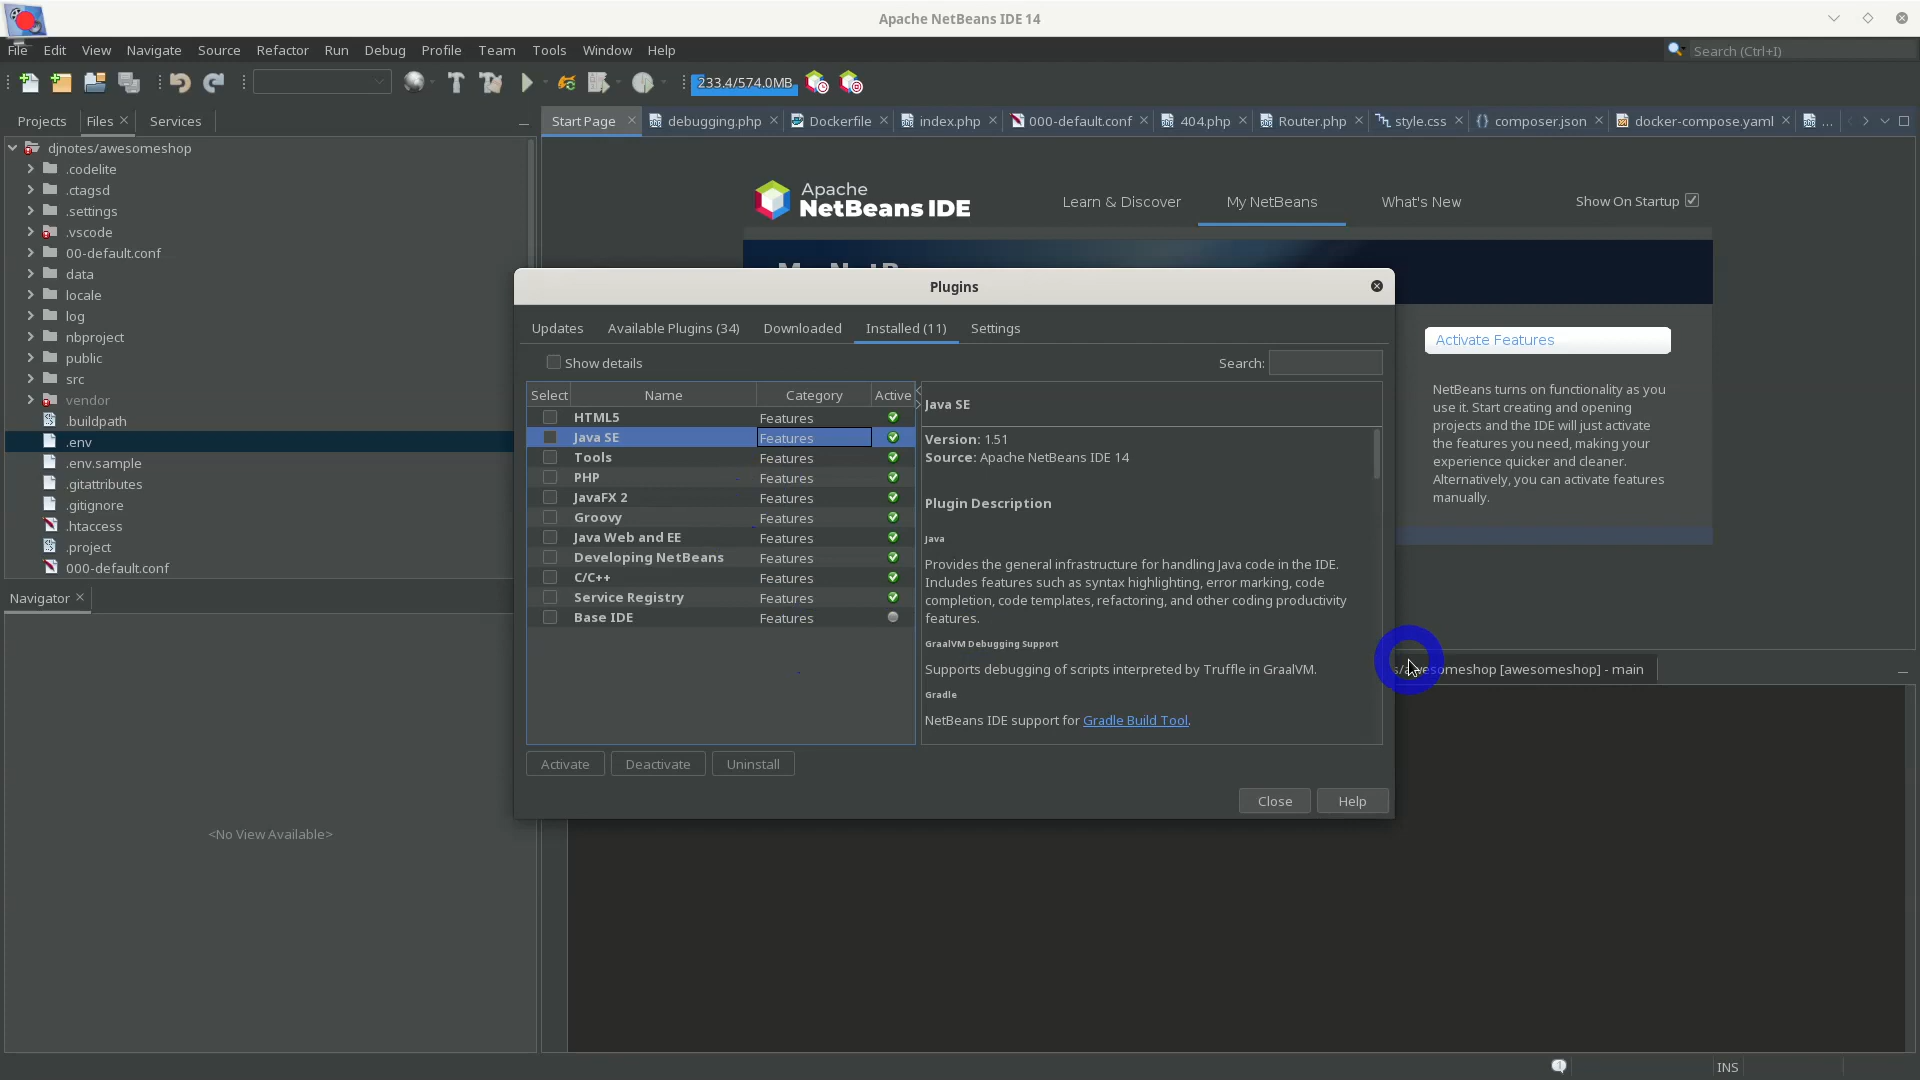 Apache NetBeans IDE 14
File Edit View Navigate Source Refactor Run Debug Profile Team Tools Window Help
Search (Ctrl+I)
233.4/574.0MB
Projects Files Services
Start Page debugging.php Dockerfile index.php 000-default.conf 404.php Router.php style.css composer.json docker-compose.yaml ...
djnotes/awesomeshop
.codelite
.ctagsd
.settings
.vscode
00-default.conf
data
locale
log
nbproject
public
src
vendor
.buildpath
.env
.env.sample
.gitattributes
.gitignore
.htaccess
.project
000-default.conf
Navigator
<No View Available>
Apache
NetBeans IDE
Learn & Discover My NetBeans What's New Show On Startup
Activate Features
NetBeans turns on functionality as you
use it. Start creating and opening
projects and the IDE will just activate
the features you need, making your
experience quicker and cleaner.
Alternatively, you can activate features
manually.
Plugins
Updates Available Plugins (34) Downloaded Installed (11) Settings
Show details Search:
Select Name Category Active
HTML5 Features
Java SE Features
Tools Features
PHP Features
JavaFX 2 Features
Groovy Features
Java Web and EE Features
Developing NetBeans Features
C/C++ Features
Service Registry Features
Base IDE Features
Java SE
Version: 1.51
Source: Apache NetBeans IDE 14
Plugin Description
Java
Provides the general infrastructure for handling Java code in the IDE.
Includes features such as syntax highlighting, error marking, code
completion, code templates, refactoring, and other coding productivity
features.
GraalVM Debugging Support
Supports debugging of scripts interpreted by Truffle in GraalVM.
Gradle
NetBeans IDE support for Gradle Build Tool.
Activate Deactivate Uninstall
Close Help
s/awesomeshop [awesomeshop] - main
INS